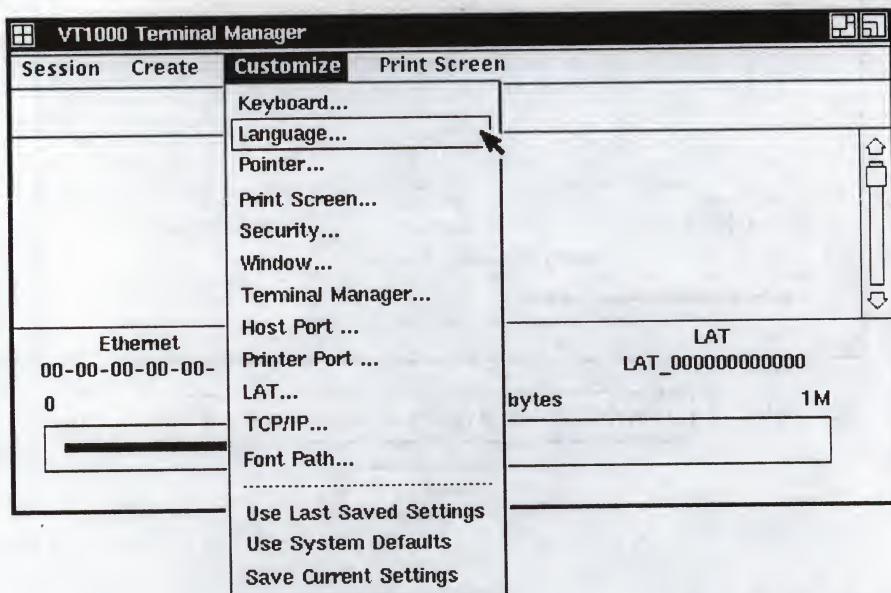 VT1000 Terminal Manager
Session Create Customize Print Screen
Keyboard...
Language...
Pointer...
Print Screen...
Security...
Window...
Terminal Manager...
Host Port ...
Printer Port ...
LAT...
TCP/IP...
Font Path...
Use Last Saved Settings
Use System Defaults
Save Current Settings
Ethernet
00-00-00-00-00-
LAT
LAT_000000000000
0
bytes
1M